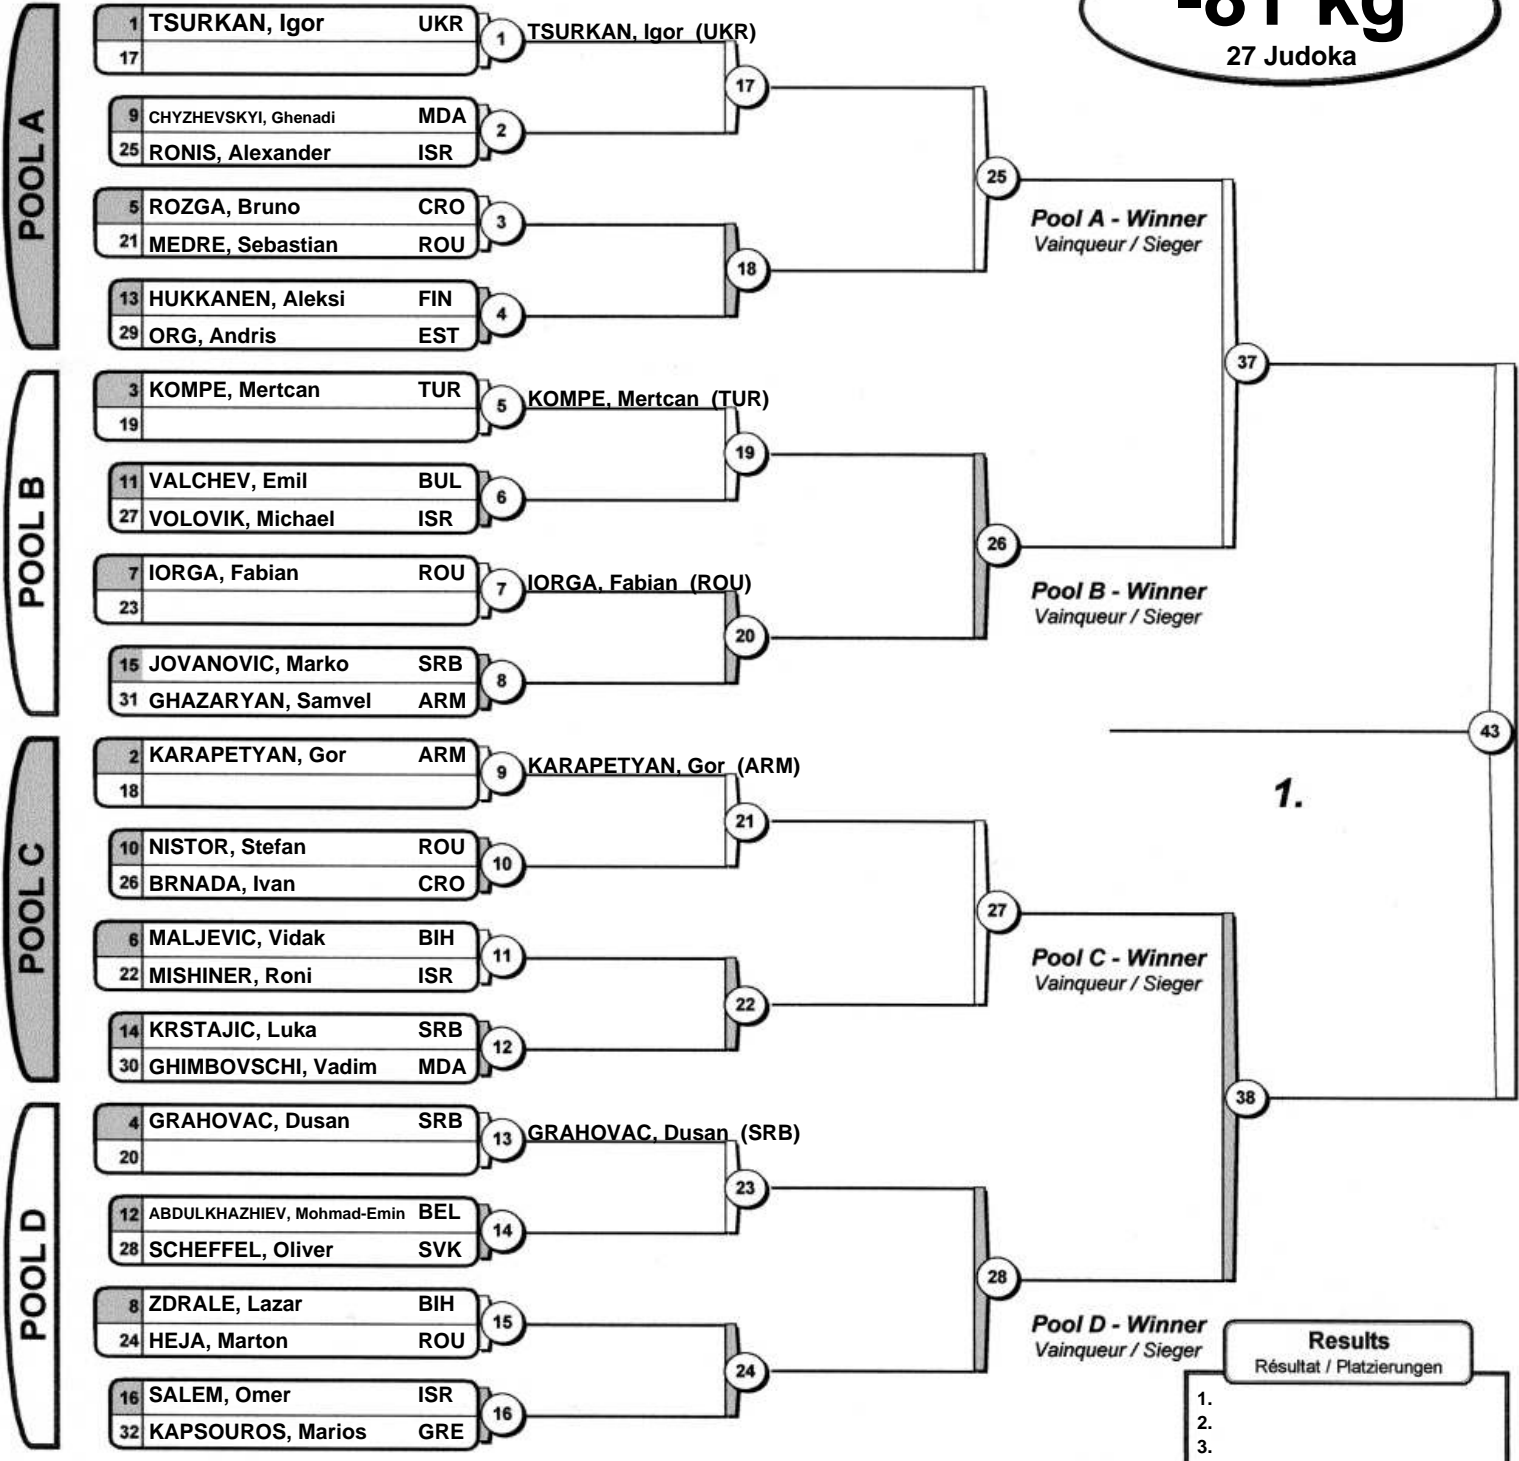 -81 kg
27 Judoka
POOL A
1 TSURKAN, Igor UKR
17
1 TSURKAN, Igor (UKR)
9 CHYZHEVSKYI, Ghenadi MDA
25 RONIS, Alexander ISR
2
17
5 ROZGA, Bruno CRO
21 MEDRE, Sebastian ROU
3
13 HUKKANEN, Aleksi FIN
29 ORG, Andris EST
4
18
25
Pool A - Winner
Vainqueur / Sieger
POOL B
3 KOMPE, Mertcan TUR
19
5 KOMPE, Mertcan (TUR)
11 VALCHEV, Emil BUL
27 VOLOVIK, Michael ISR
6
19
7 IORGA, Fabian ROU
23
7 IORGA, Fabian (ROU)
15 JOVANOVIC, Marko SRB
31 GHAZARYAN, Samvel ARM
8
20
26
Pool B - Winner
Vainqueur / Sieger
37
POOL C
2 KARAPETYAN, Gor ARM
18
9 KARAPETYAN, Gor (ARM)
10 NISTOR, Stefan ROU
26 BRNADA, Ivan CRO
10
21
6 MALJEVIC, Vidak BIH
22 MISHINER, Roni ISR
11
14 KRSTAJIC, Luka SRB
30 GHIMBOVSCHI, Vadim MDA
12
22
27
Pool C - Winner
Vainqueur / Sieger
POOL D
4 GRAHOVAC, Dusan SRB
20
13 GRAHOVAC, Dusan (SRB)
12 ABDULKHAZHIEV, Mohmad-Emin BEL
28 SCHEFFEL, Oliver SVK
14
23
8 ZDRALE, Lazar BIH
24 HEJA, Marton ROU
15
16 SALEM, Omer ISR
32 KAPSOUROS, Marios GRE
16
24
28
Pool D - Winner
Vainqueur / Sieger
38
43
1.
Results
Résultat / Platzierungen
1.
2.
3.